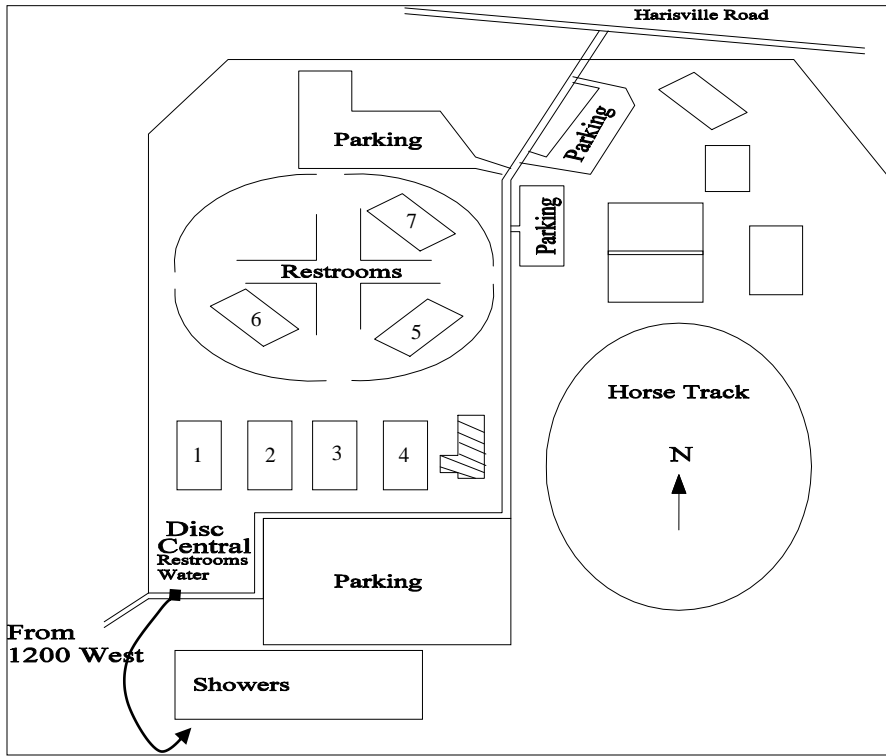 Harisville Road
Parking
Parking
Parking
7
Restrooms
6
5
Horse Track
1
2
3
4
N
Disc
Central
Restrooms
Water
Parking
From
1200 West
Showers